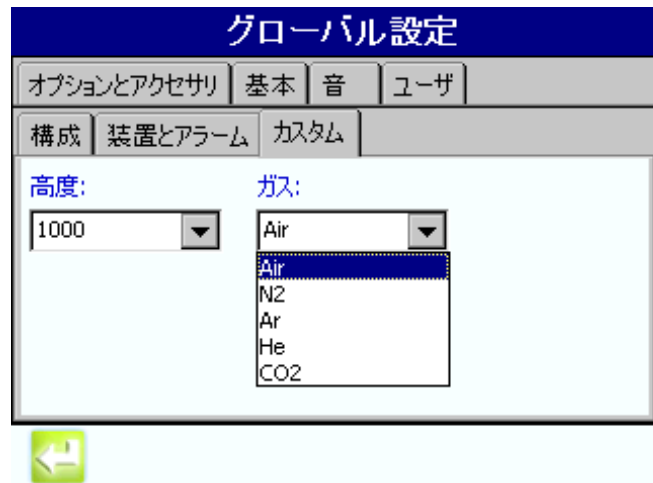 グローバル設定
オプションとアクセサリ 基本 音 ユーザ
構成 装置とアラーム カスタム
高度: ガス:
1000 Air
Air
N2
Ar
He
CO2